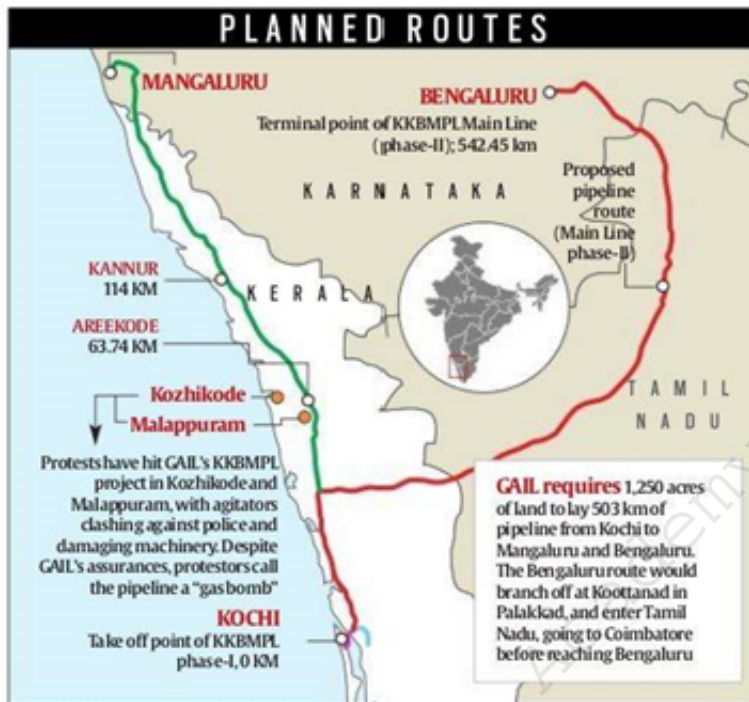 PLANNED ROUTES
MANGALURU
BENGALURU
Terminal point of KKBMPL Main Line
(phase-II); 542.45 km
Proposed
pipeline
route
(Main Line
phase-II)
KARNATAKA
KANNUR
114 KM
KERALA
AREEKODE
63.74 KM
Kozhikode
Malappuram
TAMIL
NADU
Protests have hit GAIL's KKBMPL
project in Kozhikode and
Malappuram, with agitators
clashing against police and
damaging machinery. Despite
GAIL's assurances, protestors call
the pipeline a "gas bomb"
KOCHI
Take off point of KKBMPL
phase-I, 0 KM
GAIL requires 1,250 acres
of land to lay 503 km of
pipeline from Kochi to
Mangaluru and Bengaluru.
The Bengaluru route would
branch off at Koottanad in
Palakkad, and enter Tamil
Nadu, going to Coimbatore
before reaching Bengaluru